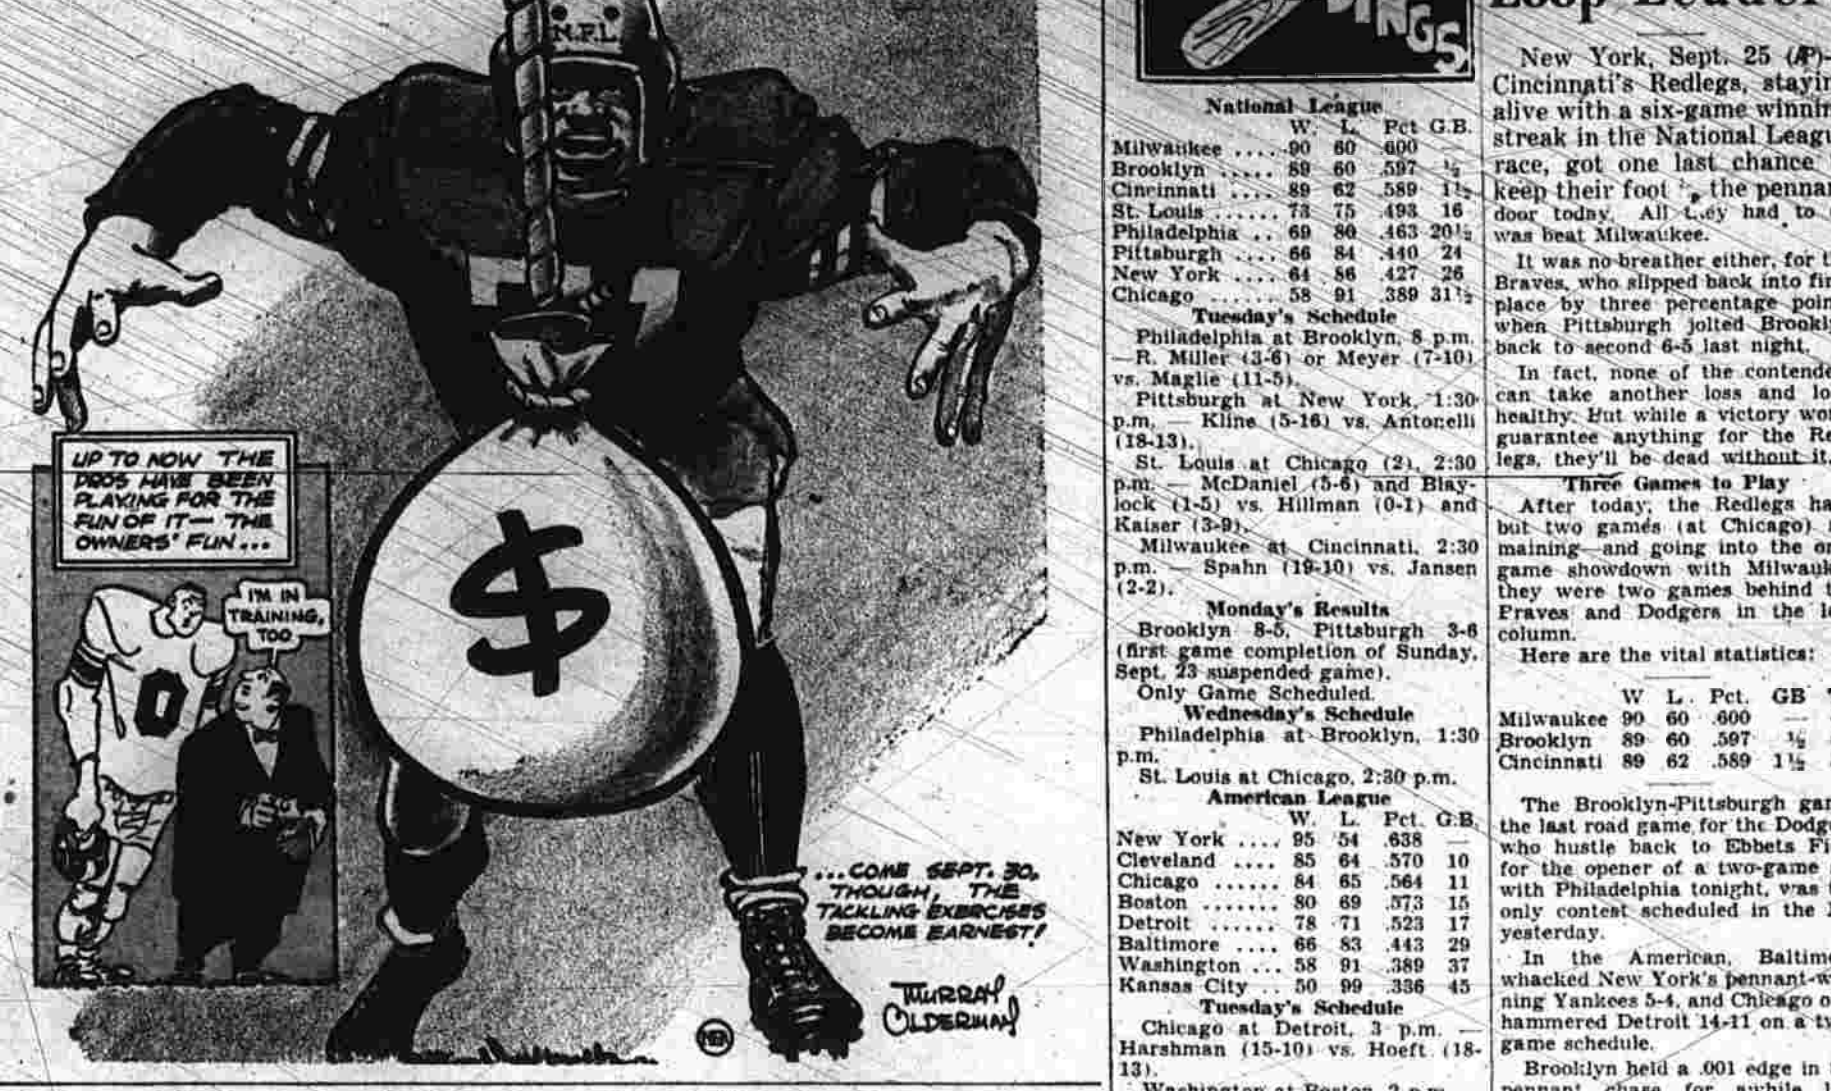 N.F.L.
UP TO NOW THE
PROS HAVE BEEN
PLAYING FOR THE
FUN OF IT— THE
OWNERS' FUN...
I'M IN
TRAINING,
TOO
0
$
...COME SEPT. 30,
THOUGH, THE
TACKLING EXERCISES
BECOME EARNEST!
MURRAY
OLDERMAN
NEA
National League
W. L. Pct G.B.
Milwaukee ..... 90 60 .600 —
Brooklyn ..... 89 60 .597 ½
Cincinnati .... 89 62 .589 1½
St. Louis ...... 73 75 .493 16
Philadelphia .. 69 80 .463 20½
Pittsburgh .... 66 84 .440 24
New York .... 64 86 .427 26
Chicago ...... 58 91 .389 31½
Tuesday's Schedule
Philadelphia at Brooklyn, 8 p.m.
— R. Miller (3-6) or Meyer (7-10)
vs. Maglie (11-5).
Pittsburgh at New York, 1:30
p.m. — Kline (5-16) vs. Antonelli
(18-13).
St. Louis at Chicago (2), 2:30
p.m. — McDaniel (5-6) and Blay-
lock (1-5) vs. Hillman (0-1) and
Kaiser (3-9).
Milwaukee at Cincinnati, 2:30
p.m. — Spahn (19-10) vs. Jansen
(2-2).
Monday's Results
Brooklyn 8-5, Pittsburgh 3-6
(first game completion of Sunday,
Sept. 23 suspended game).
Only Game Scheduled.
Wednesday's Schedule
Philadelphia at Brooklyn, 1:30
p.m.
St. Louis at Chicago, 2:30 p.m.
American League
W. L. Pct. G.B.
New York .... 95 54 .638 —
Cleveland .... 85 64 .570 10
Chicago ...... 84 65 .564 11
Boston ....... 80 69 .573 15
Detroit ...... 78 71 .523 17
Baltimore .... 66 83 .443 29
Washington ... 58 91 .389 37
Kansas City .. 50 99 .336 45
Tuesday's Schedule
Chicago at Detroit, 3 p.m. —
Harshman (15-10) vs. Hoeft (18-
13).
New York, Sept. 25 (AP)—
Cincinnati's Redlegs,
alive with a six-game
streak in the National
race, got one last chance
keep their foot the
door today. All they had to
was beat Milwaukee.
It was no breather either, for
Braves, who slipped back into
place by three percentage
when Pittsburgh jolted
back to second 6-5 last night.
In fact, none of the
can take another loss and
healthy. But while a victory
guarantee anything for the
legs, they'll be dead without it.
Three Games to Play
After today, the Redlegs
but two games (at Chicago)
maining—and going into the
game showdown with
they were two games behind
Praves and Dodgers in the
column.
Here are the vital statistics:
W L. Pct. GB
Milwaukee 90 60 .600 —
Brooklyn 89 60 .597 ½
Cincinnati 89 62 .589 1½
The Brooklyn-Pittsburgh
the last road game for the
who hustle back to Ebbets
for the opener of a two-game
with Philadelphia tonight, was
only contest scheduled in the
yesterday.
In the American,
whacked New York's
ning Yankees 5-4, and Chicago
hammered Detroit 14-11 on a
game schedule.
Brooklyn held a .001 edge in